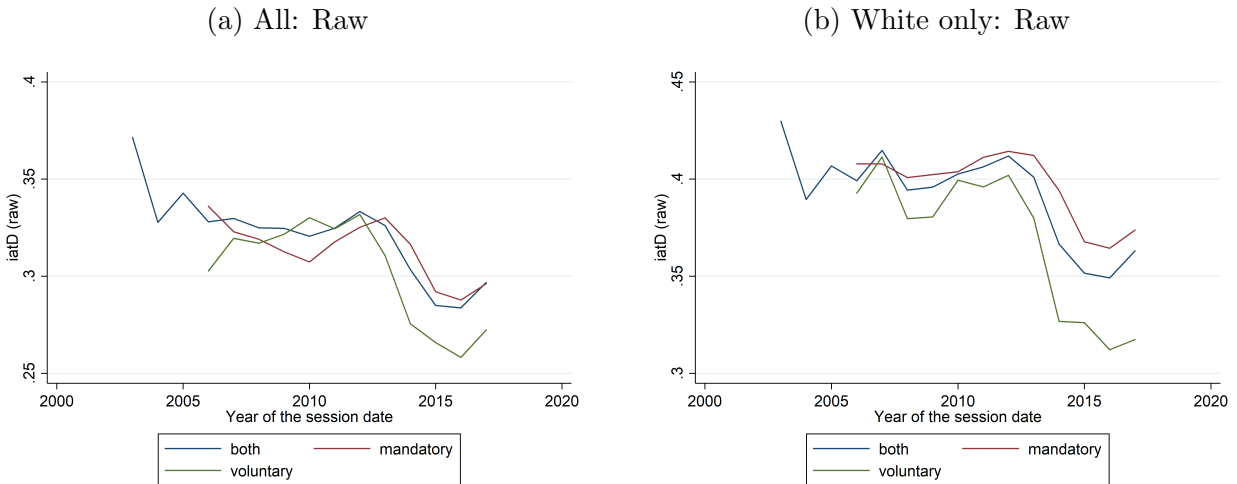 (a) All: Raw
iatD (raw)
.4
.35
.3
.25
2000 2005 2010 2015 2020
Year of the session date
both mandatory
voluntary
(b) White only: Raw
iatD (raw)
.45
.4
.35
.3
2000 2005 2010 2015 2020
Year of the session date
both mandatory
voluntary